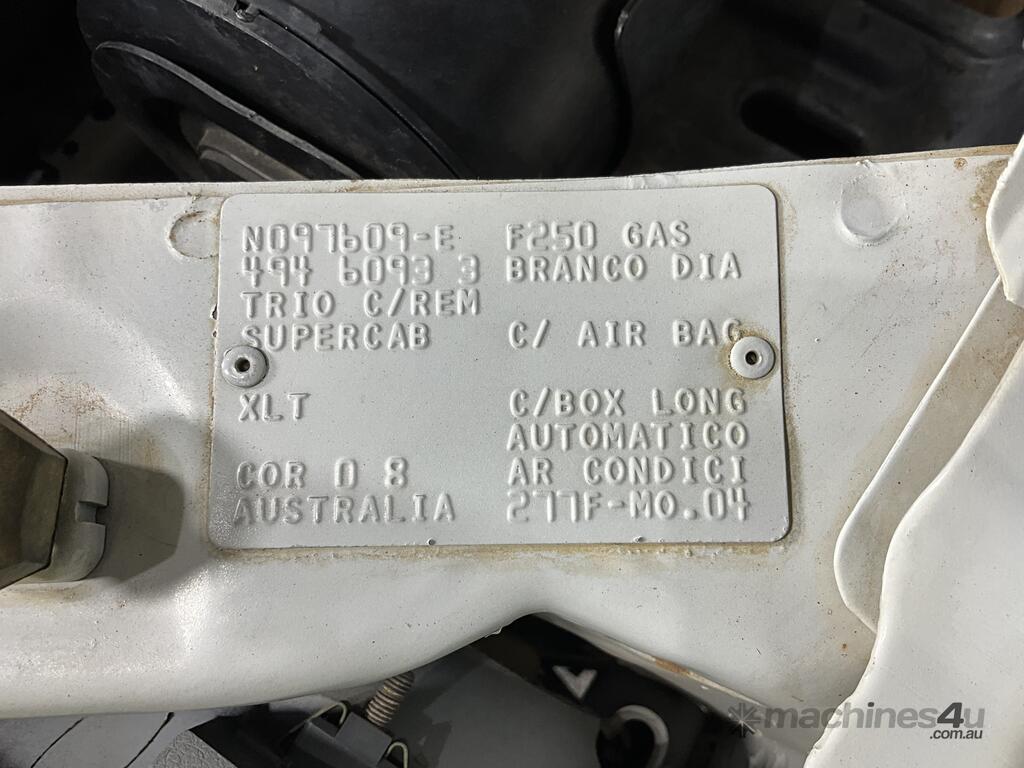 N097609-E F250 GAS
494 6093 3 BRANCO DIA
TRIO C/REM
SUPERCAB C/ AIR BAG
XLT C/BOX LONG
AUTOMATICO
COR 0 8 AR CONDICI
AUSTRALIA 277F-MO.04
machines4u
.com.au